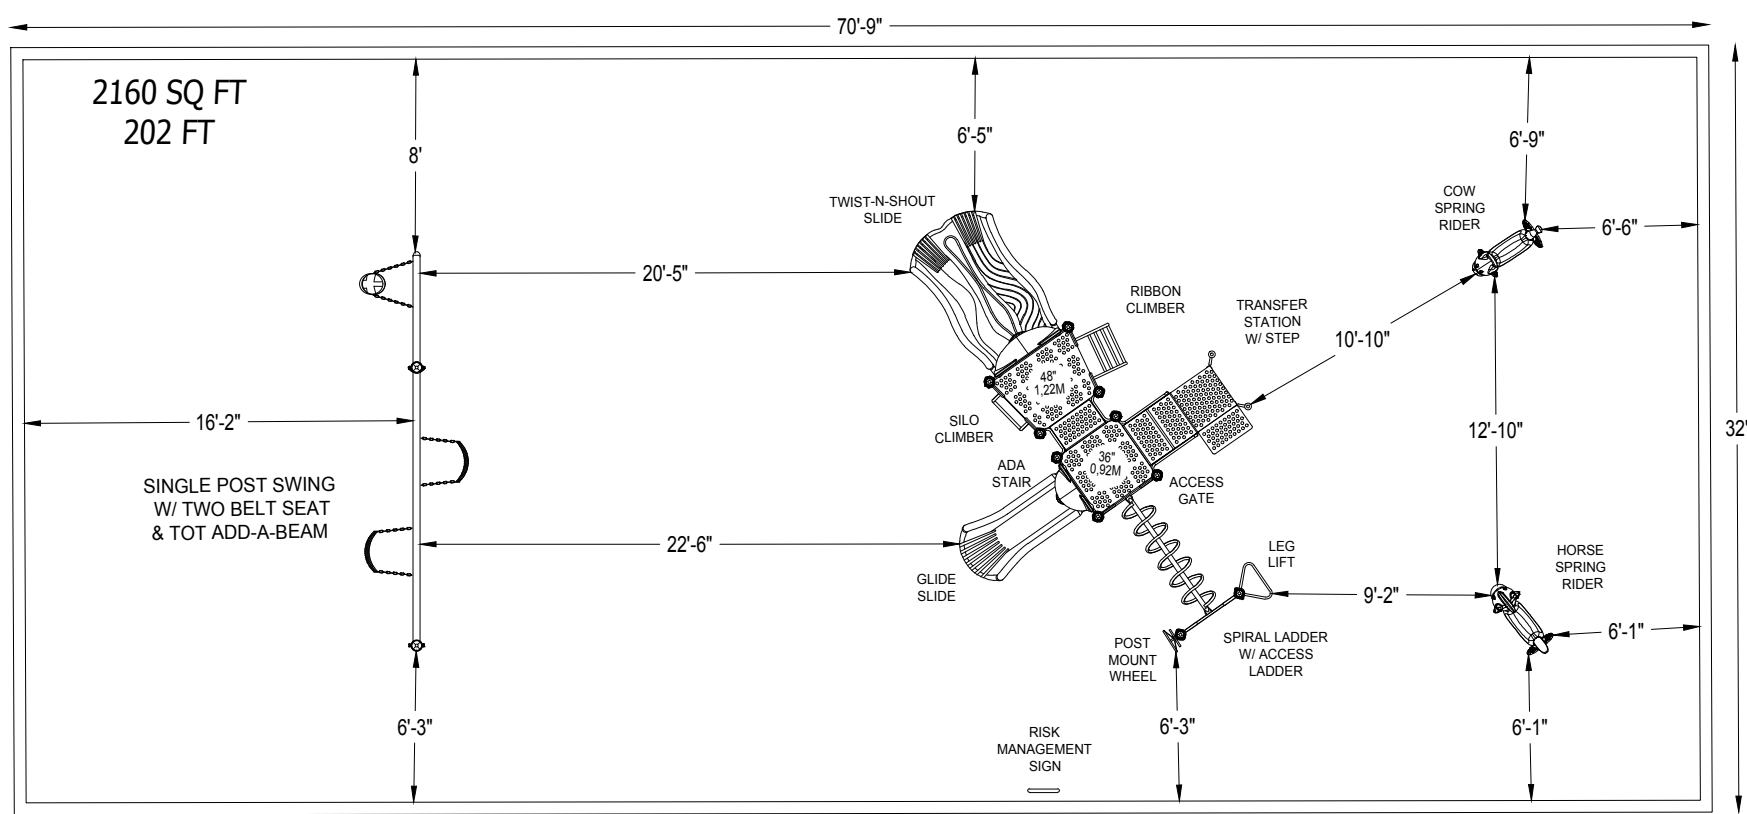 70'-9"
2160 SQ FT
202 FT
8'
6'-5"
6'-9"
TWIST-N-SHOUT
SLIDE
COW
SPRING
RIDER
6'-6"
20'-5"
RIBBON
CLIMBER
TRANSFER
STATION
W/ STEP
10'-10"
48"
1,22M
16'-2"
SILO
CLIMBER
12'-10"
32'
36"
0,92M
ADA
STAIR
ACCESS
GATE
SINGLE POST SWING
W/ TWO BELT SEAT
& TOT ADD-A-BEAM
22'-6"
GLIDE
SLIDE
LEG
LIFT
HORSE
SPRING
RIDER
9'-2"
6'-1"
POST
MOUNT
WHEEL
SPIRAL LADDER
W/ ACCESS
LADDER
6'-3"
6'-3"
6'-1"
RISK
MANAGEMENT
SIGN